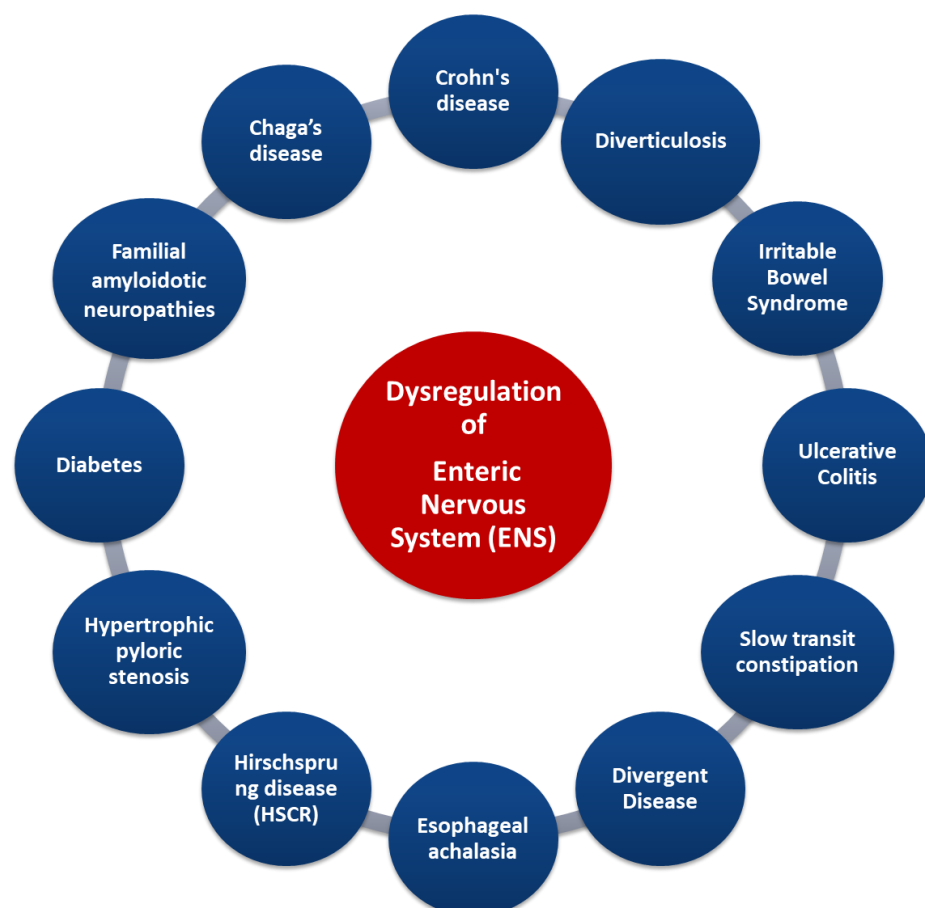 Crohn's
disease
Diverticulosis
Irritable
Bowel
Syndrome
Ulcerative
Colitis
Slow transit
constipation
Divergent
Disease
Esophageal
achalasia
Hirschspru
ng disease
(HSCR)
Hypertrophic
pyloric
stenosis
Diabetes
Familial
amyloidotic
neuropathies
Chaga’s
disease
Dysregulation
of
Enteric
Nervous
System (ENS)